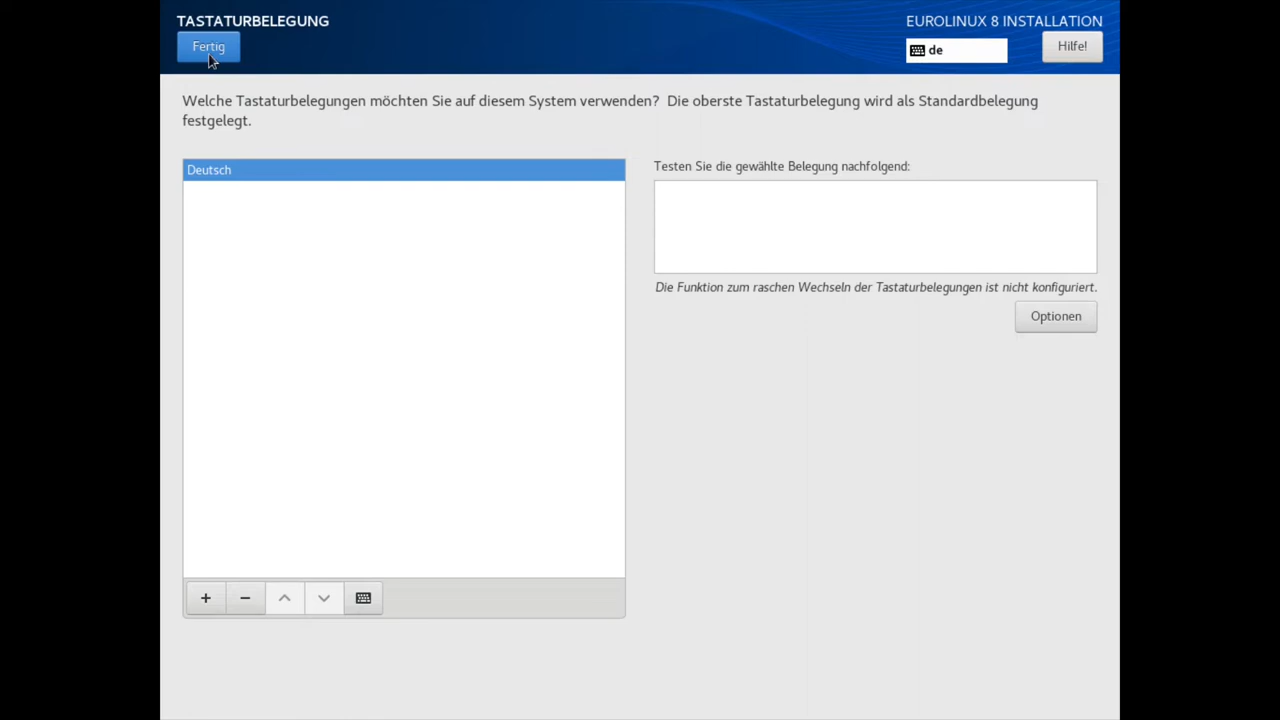 TASTATURBELEGUNG
EUROLINUX 8 INSTALLATION
Fertig
de
Hilfe!
Welche Tastaturbelegungen möchten Sie auf diesem System verwenden?  Die oberste Tastaturbelegung wird als Standardbelegung
festgelegt.
Deutsch
Testen Sie die gewählte Belegung nachfolgend:
Die Funktion zum raschen Wechseln der Tastaturbelegungen ist nicht konfiguriert.
Optionen